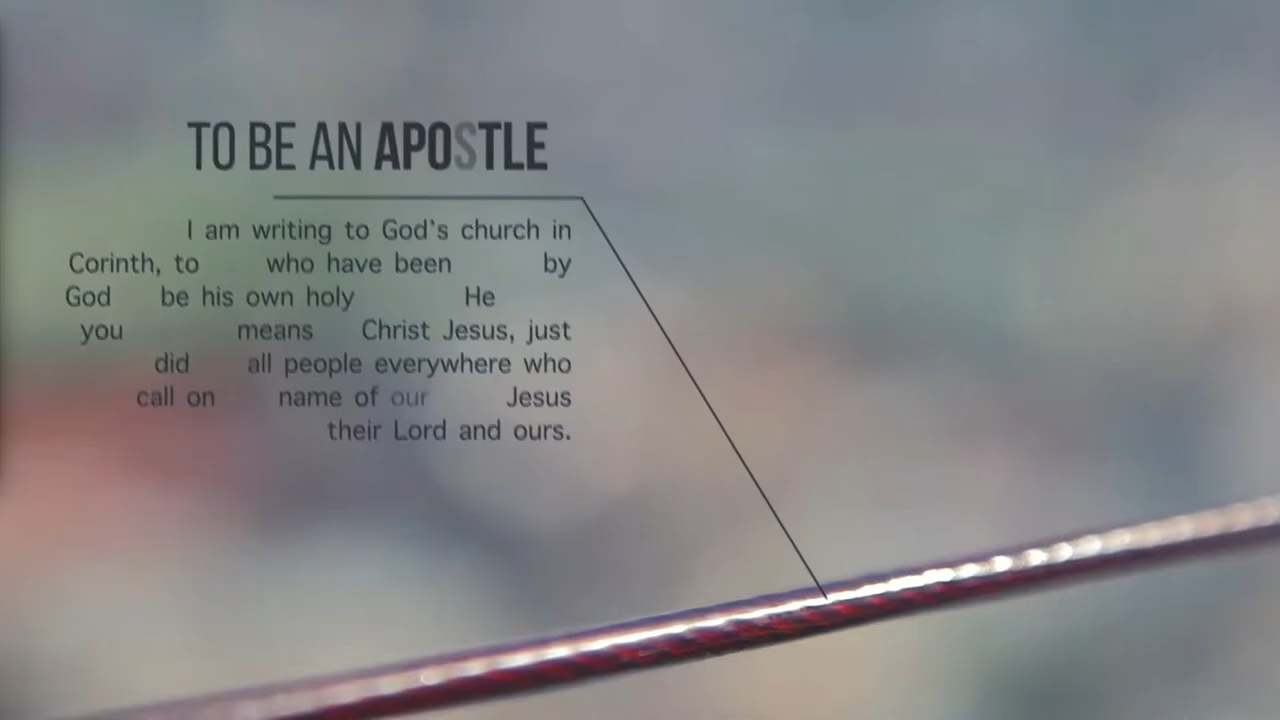 TO BE AN APOSTLE
I am writing to God's church in
Corinth, to who have been by
God be his own holy He
you means Christ Jesus, just
did all people everywhere who
call on name of our Jesus
their Lord and ours.